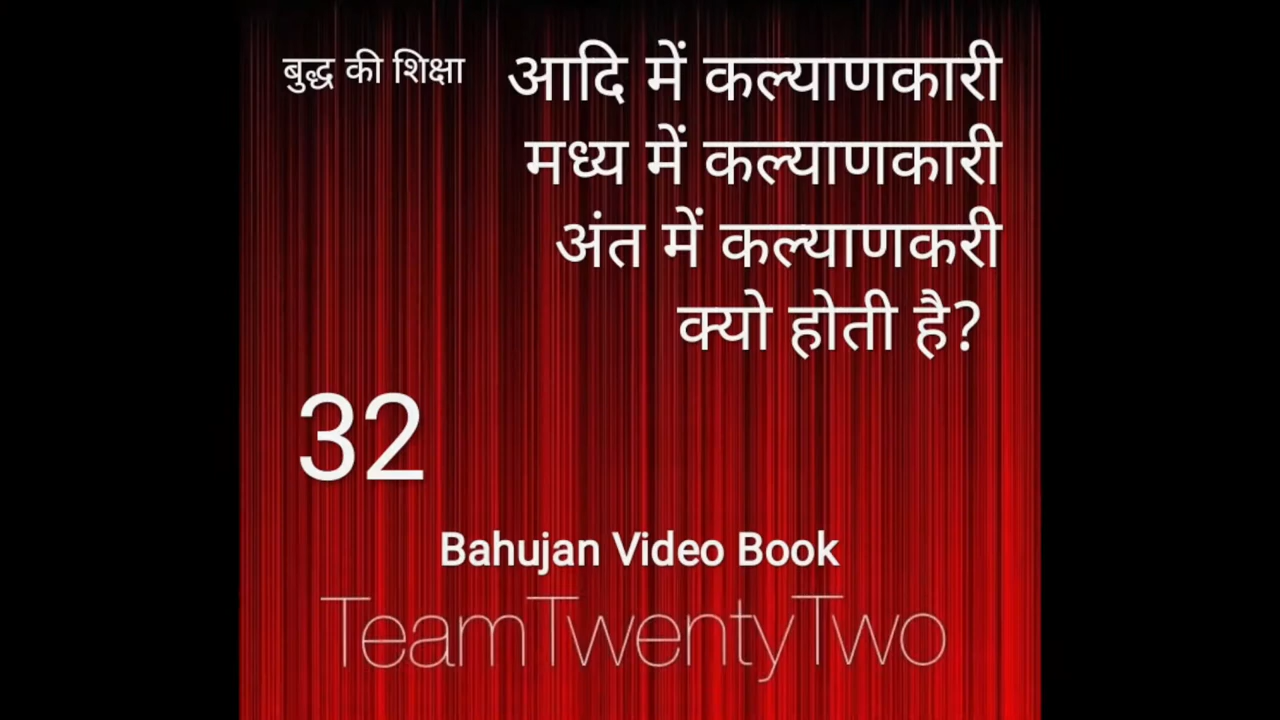 बुद्ध की शिक्षा
आदि में कल्याणकारी
मध्य में कल्याणकारी
अंत में कल्याणकरी
क्यो होती है?
32
Bahujan Video Book
TeamTwentyTwo